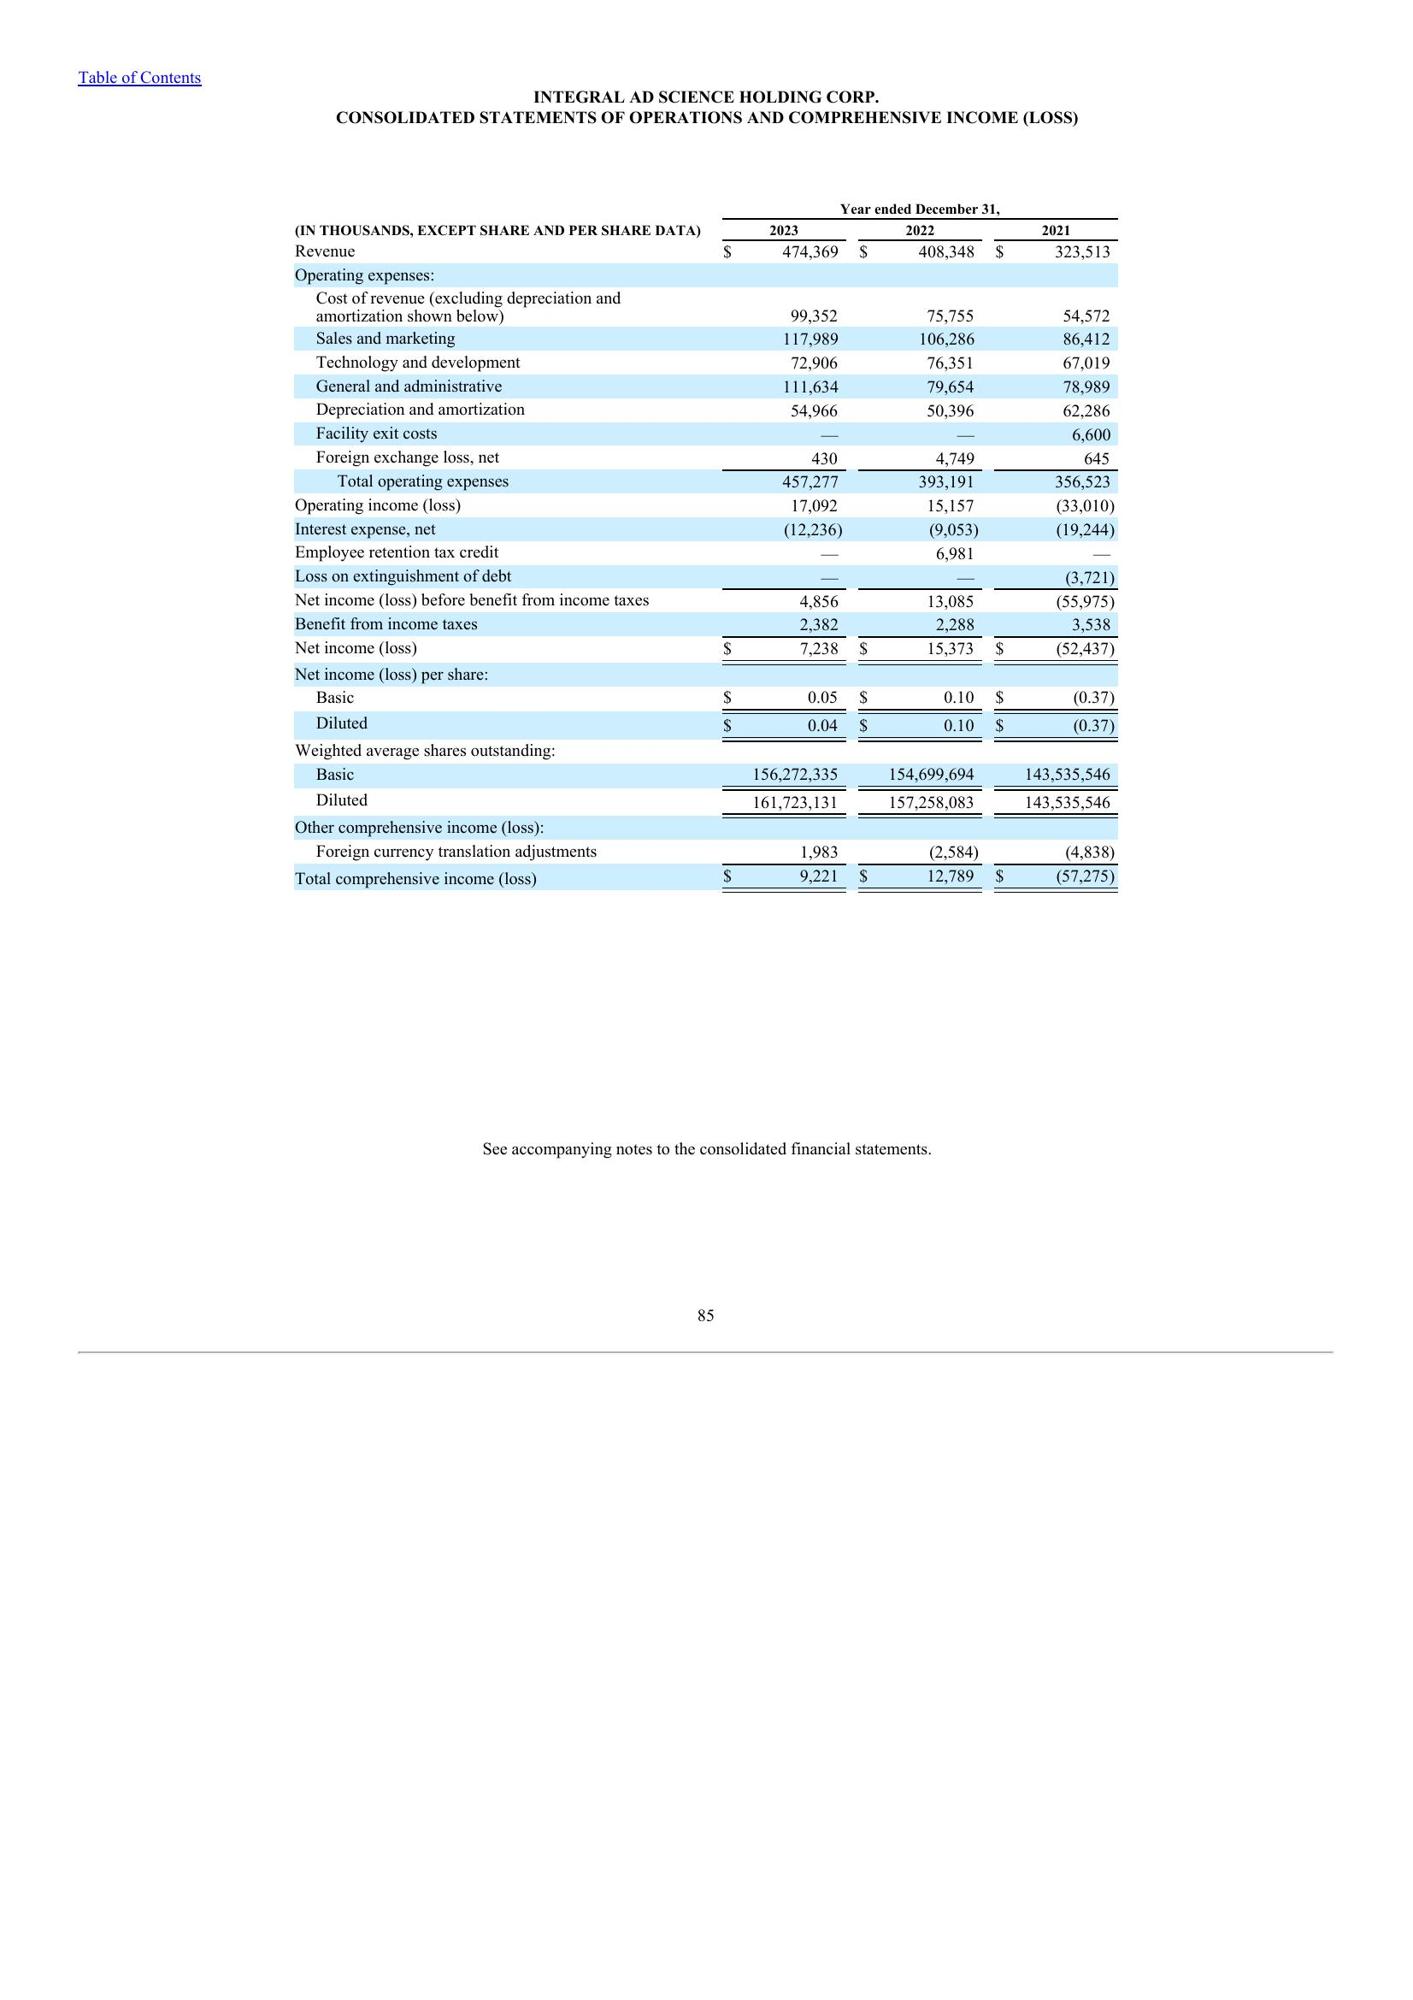 Table of Contents
INTEGRAL AD SCIENCE HOLDING CORP.
CONSOLIDATED STATEMENTS OF OPERATIONS AND COMPREHENSIVE INCOME (LOSS)
Year ended December 31,
(IN THOUSANDS, EXCEPT SHARE AND PER SHARE DATA) 2023 2022 2021
Revenue $ 474,369 $ 408,348 $ 323,513
Operating expenses:
Cost of revenue (excluding depreciation and
amortization shown below) 99,352 75,755 54,572
Sales and marketing 117,989 106,286 86,412
Technology and development 72,906 76,351 67,019
General and administrative 111,634 79,654 78,989
Depreciation and amortization 54,966 50,396 62,286
Facility exit costs — — 6,600
Foreign exchange loss, net 430 4,749 645
Total operating expenses 457,277 393,191 356,523
Operating income (loss) 17,092 15,157 (33,010)
Interest expense, net (12,236) (9,053) (19,244)
Employee retention tax credit — 6,981 —
Loss on extinguishment of debt — — (3,721)
Net income (loss) before benefit from income taxes 4,856 13,085 (55,975)
Benefit from income taxes 2,382 2,288 3,538
Net income (loss) $ 7,238 $ 15,373 $ (52,437)
Net income (loss) per share:
Basic $ 0.05 $ 0.10 $ (0.37)
Diluted $ 0.04 $ 0.10 $ (0.37)
Weighted average shares outstanding:
Basic 156,272,335 154,699,694 143,535,546
Diluted 161,723,131 157,258,083 143,535,546
Other comprehensive income (loss):
Foreign currency translation adjustments 1,983 (2,584) (4,838)
Total comprehensive income (loss) $ 9,221 $ 12,789 $ (57,275)
See accompanying notes to the consolidated financial statements.
85